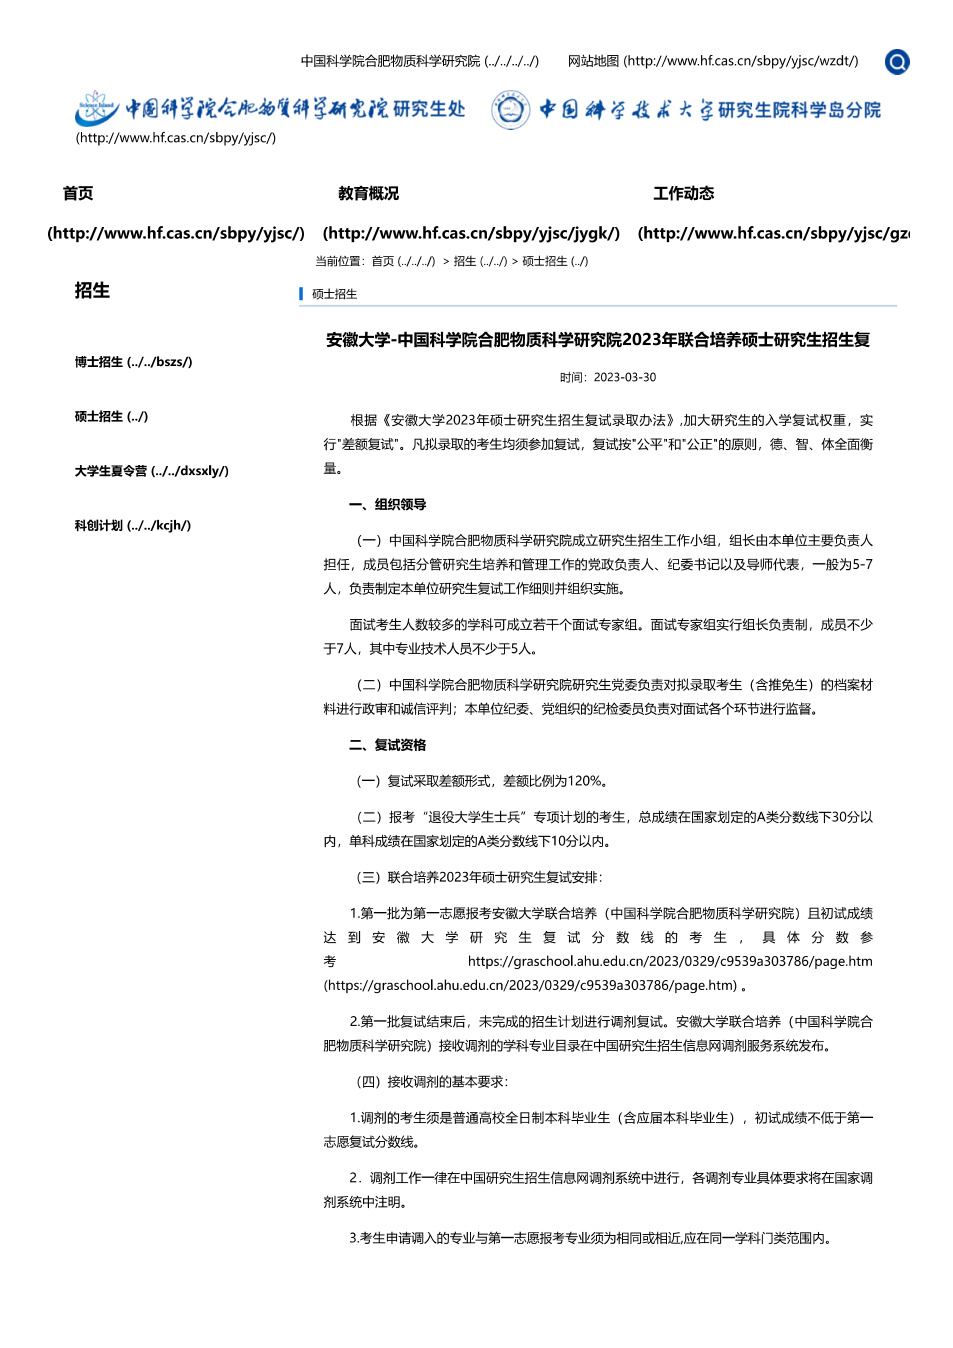 中国科学院合肥物质科学研究院 (../../../../) 网站地图 (http://www.hf.cas.cn/sbpy/yjsc/wzdt/)
Science Island 中国科学院合肥物质科学研究院 研究生处 中国科学技术大学研究生院科学岛分院
(http://www.hf.cas.cn/sbpy/yjsc/)
首页 教育概况 工作动态
(http://www.hf.cas.cn/sbpy/yjsc/) (http://www.hf.cas.cn/sbpy/yjsc/jygk/) (http://www.hf.cas.cn/sbpy/yjsc/gz
当前位置：首页 (../../../) > 招生 (../../) > 硕士招生 (../)
招生
博士招生 (../../bszs/)
硕士招生 (../)
大学生夏令营 (../../dxsxly/)
科创计划 (../../kcjh/)
硕士招生
安徽大学-中国科学院合肥物质科学研究院2023年联合培养硕士研究生招生复
时间：2023-03-30
根据《安徽大学2023年硕士研究生招生复试录取办法》,加大研究生的入学复试权重，实
行"差额复试"。凡拟录取的考生均须参加复试，复试按"公平"和"公正"的原则，德、智、体全面衡
量。
一、组织领导
（一）中国科学院合肥物质科学研究院成立研究生招生工作小组，组长由本单位主要负责人
担任，成员包括分管研究生培养和管理工作的党政负责人、纪委书记以及导师代表，一般为5-7
人，负责制定本单位研究生复试工作细则并组织实施。
面试考生人数较多的学科可成立若干个面试专家组。面试专家组实行组长负责制，成员不少
于7人，其中专业技术人员不少于5人。
（二）中国科学院合肥物质科学研究院研究生党委负责对拟录取考生（含推免生）的档案材
料进行政审和诚信评判；本单位纪委、党组织的纪检委员负责对面试各个环节进行监督。
二、复试资格
（一）复试采取差额形式，差额比例为120%。
（二）报考“退役大学生士兵”专项计划的考生，总成绩在国家划定的A类分数线下30分以
内，单科成绩在国家划定的A类分数线下10分以内。
（三）联合培养2023年硕士研究生复试安排：
1.第一批为第一志愿报考安徽大学联合培养（中国科学院合肥物质科学研究院）且初试成绩
达到安徽大学研究生复试分数线的考生，具体分数参
考 https://graschool.ahu.edu.cn/2023/0329/c9539a303786/page.htm
(https://graschool.ahu.edu.cn/2023/0329/c9539a303786/page.htm) 。
2.第一批复试结束后，未完成的招生计划进行调剂复试。安徽大学联合培养（中国科学院合
肥物质科学研究院）接收调剂的学科专业目录在中国研究生招生信息网调剂服务系统发布。
（四）接收调剂的基本要求：
1.调剂的考生须是普通高校全日制本科毕业生（含应届本科毕业生），初试成绩不低于第一
志愿复试分数线。
2．调剂工作一律在中国研究生招生信息网调剂系统中进行，各调剂专业具体要求将在国家调
剂系统中注明。
3.考生申请调入的专业与第一志愿报考专业须为相同或相近,应在同一学科门类范围内。